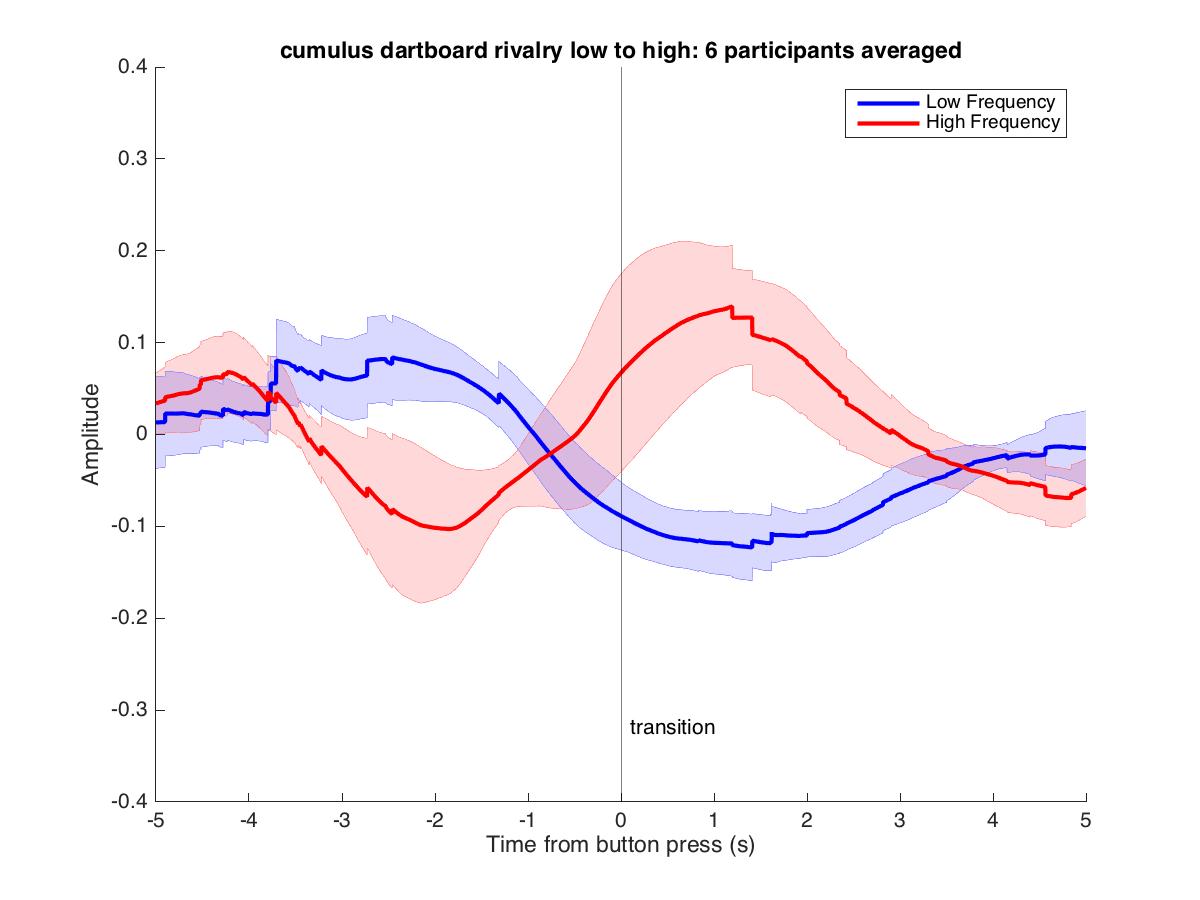 cumulus dartboard rivalry low to high: 6 participants averaged
0.4
0.3
0.2
0.1
0
-0.1
-0.2
-0.3
-0.4
Amplitude
Low Frequency
High Frequency
transition
-5 -4 -3 -2 -1 0 1 2 3 4 5
Time from button press (s)